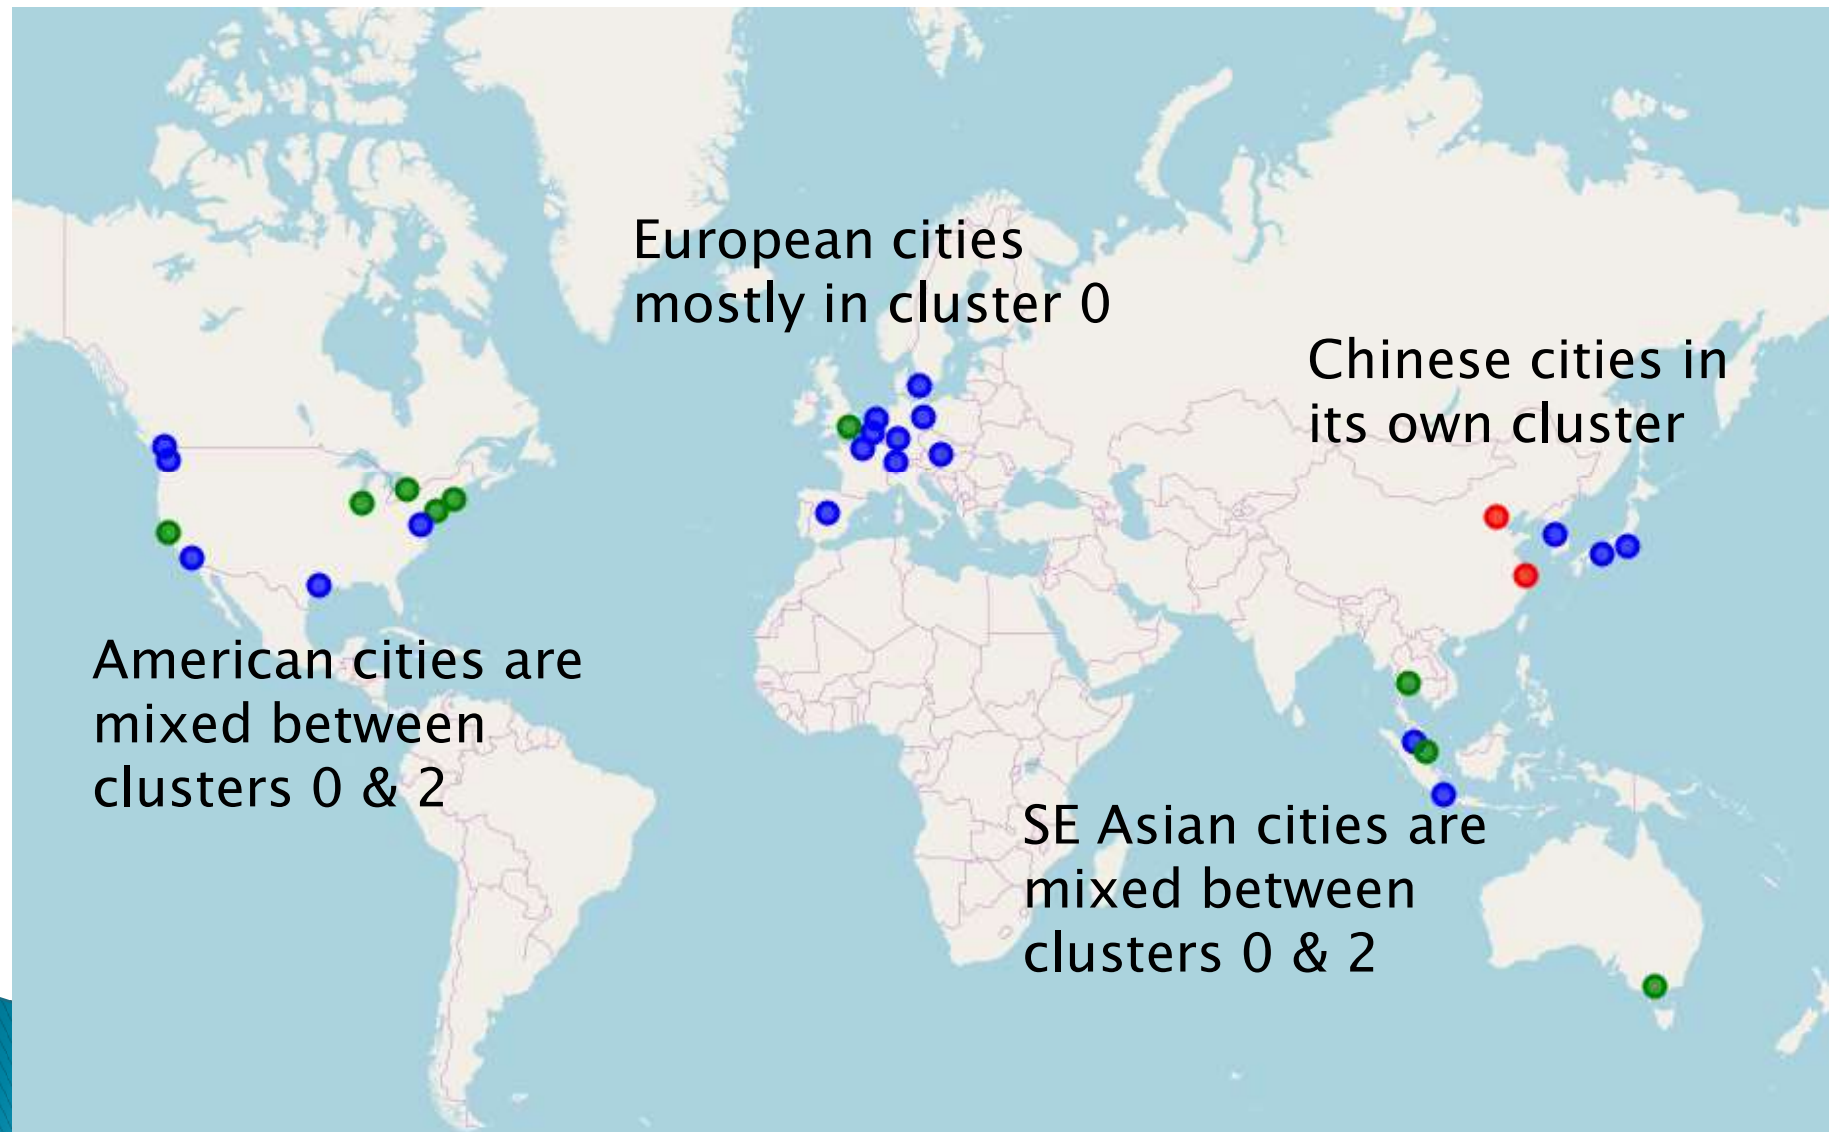 European cities
mostly in cluster 0
Chinese cities in
its own cluster
American cities are
mixed between
clusters 0 & 2
SE Asian cities are
mixed between
clusters 0 & 2